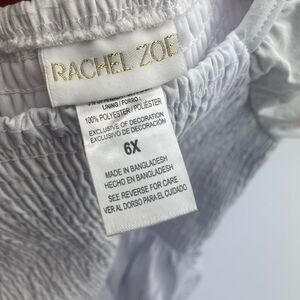 RACHEL ZOE
LINING / FORRO:
100% POLYESTER / POLIÉSTER
EXCLUSIVE OF DECORATION
EXCLUSIVO DE DECORACIÓN
6X
MADE IN BANGLADESH
HECHO EN BANGLADESH
SEE REVERSE FOR CARE
VER AL DORSO PARA EL CUIDADO